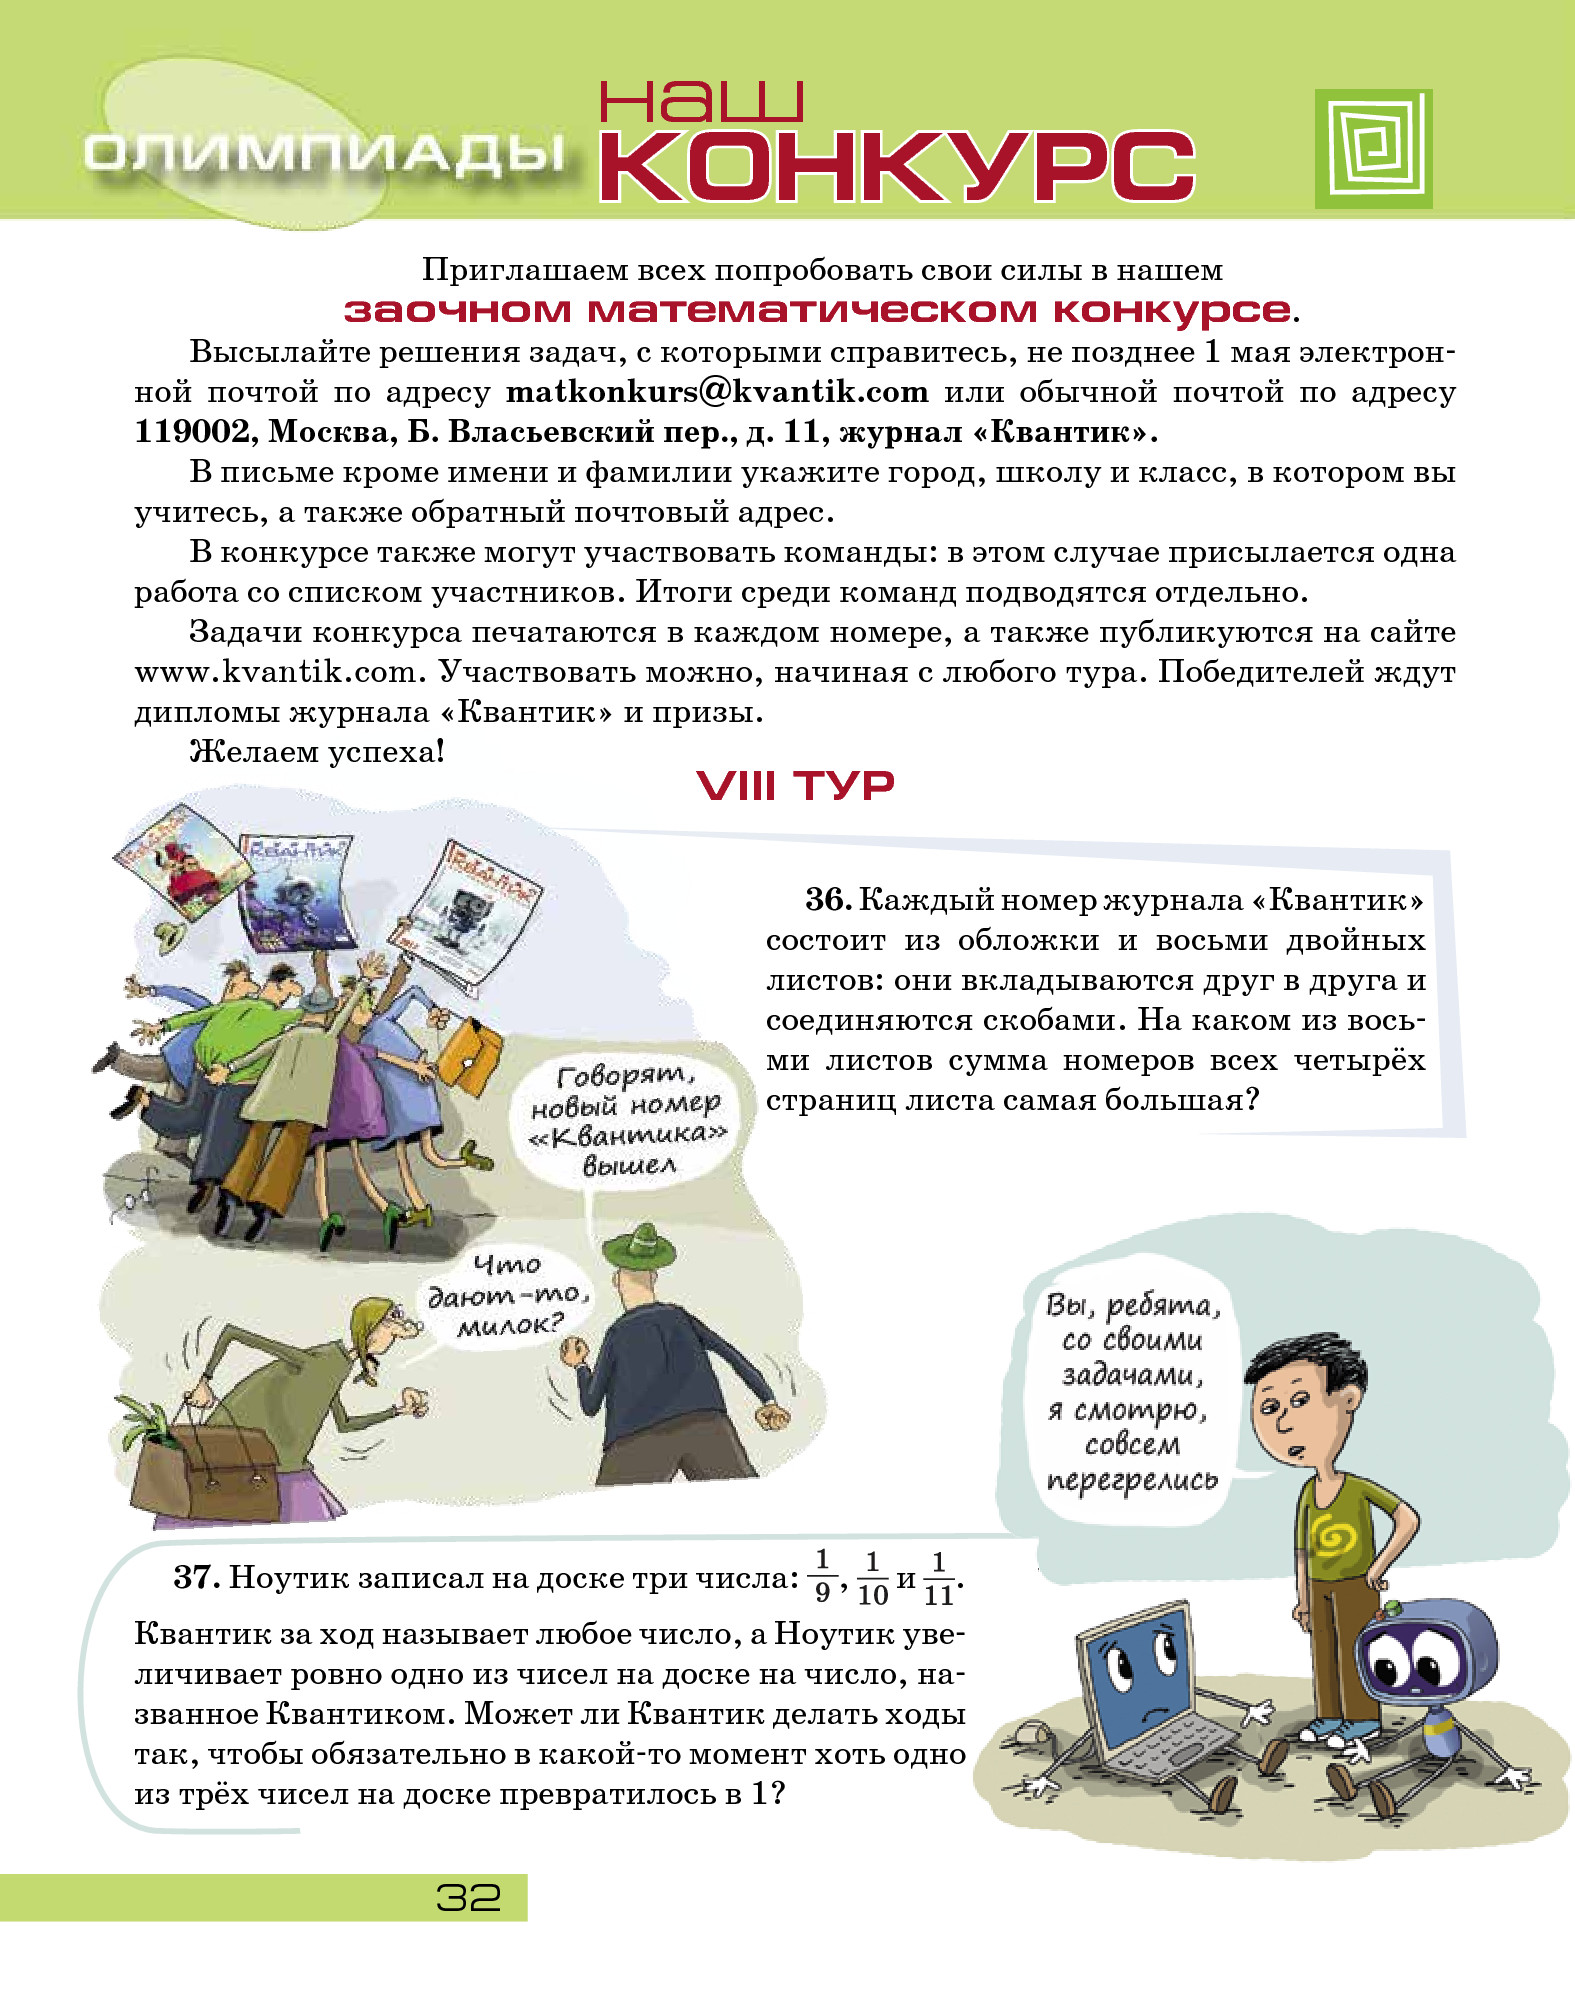 ОЛИМПИАДЫ
наш
КОНКУРС
Приглашаем всех попробовать свои силы в нашем
заочном математическом конкурсе.
Высылайте решения задач, с которыми справитесь, не позднее 1 мая электрон-
ной почтой по адресу matkonkurs@kvantik.com или обычной почтой по адресу
119002, Москва, Б. Власьевский пер., д. 11, журнал «Квантик».
В письме кроме имени и фамилии укажите город, школу и класс, в котором вы
учитесь, а также обратный почтовый адрес.
В конкурсе также могут участвовать команды: в этом случае присылается одна
работа со списком участников. Итоги среди команд подводятся отдельно.
Задачи конкурса печатаются в каждом номере, а также публикуются на сайте
www.kvantik.com. Участвовать можно, начиная с любого тура. Победителей ждут
дипломы журнала «Квантик» и призы.
Желаем успеха!
VIII ТУР
36. Каждый номер журнала «Квантик»
состоит из обложки и восьми двойных
листов: они вкладываются друг в друга и
соединяются скобами. На каком из вось-
ми листов сумма номеров всех четырёх
страниц листа самая большая?
Говорят,
новый номер
«Квантика»
вышел
Что
дают-то,
милок?
Вы, ребята,
со своими
задачами,
я смотрю,
совсем
перегрелись
37. Ноутик записал на доске три числа: 1/9, 1/10 и 1/11.
Квантик за ход называет любое число, а Ноутик уве-
личивает ровно одно из чисел на доске на число, на-
званное Квантиком. Может ли Квантик делать ходы
так, чтобы обязательно в какой-то момент хоть одно
из трёх чисел на доске превратилось в 1?
32